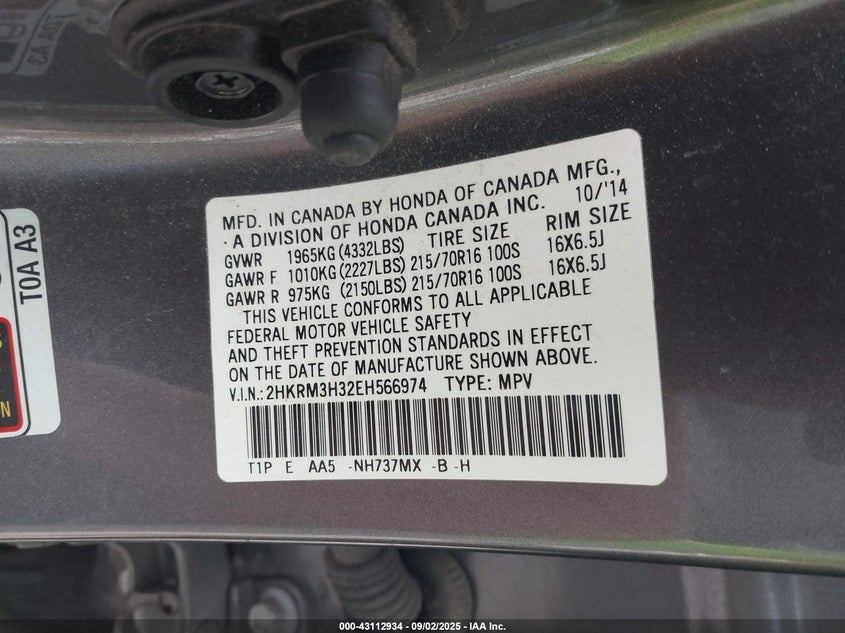 MFD. IN CANADA BY HONDA OF CANADA MFG.,
· A DIVISION OF HONDA CANADA INC. 10/'14
GVWR 1965KG (4332LBS) TIRE SIZE RIM SIZE
GAWR F 1010KG (2227LBS) 215/70R16 100S 16X6.5J
GAWR R 975KG (2150LBS) 215/70R16 100S 16X6.5J
THIS VEHICLE CONFORMS TO ALL APPLICABLE
FEDERAL MOTOR VEHICLE SAFETY
AND THEFT PREVENTION STANDARDS IN EFFECT
ON THE DATE OF MANUFACTURE SHOWN ABOVE.
V.I.N.: 2HKRM3H32EH566974 TYPE: MPV
T1P E AA5 -NH737MX -B -H
T0A A3
000-43112934 - 09/02/2025 - IAA Inc.